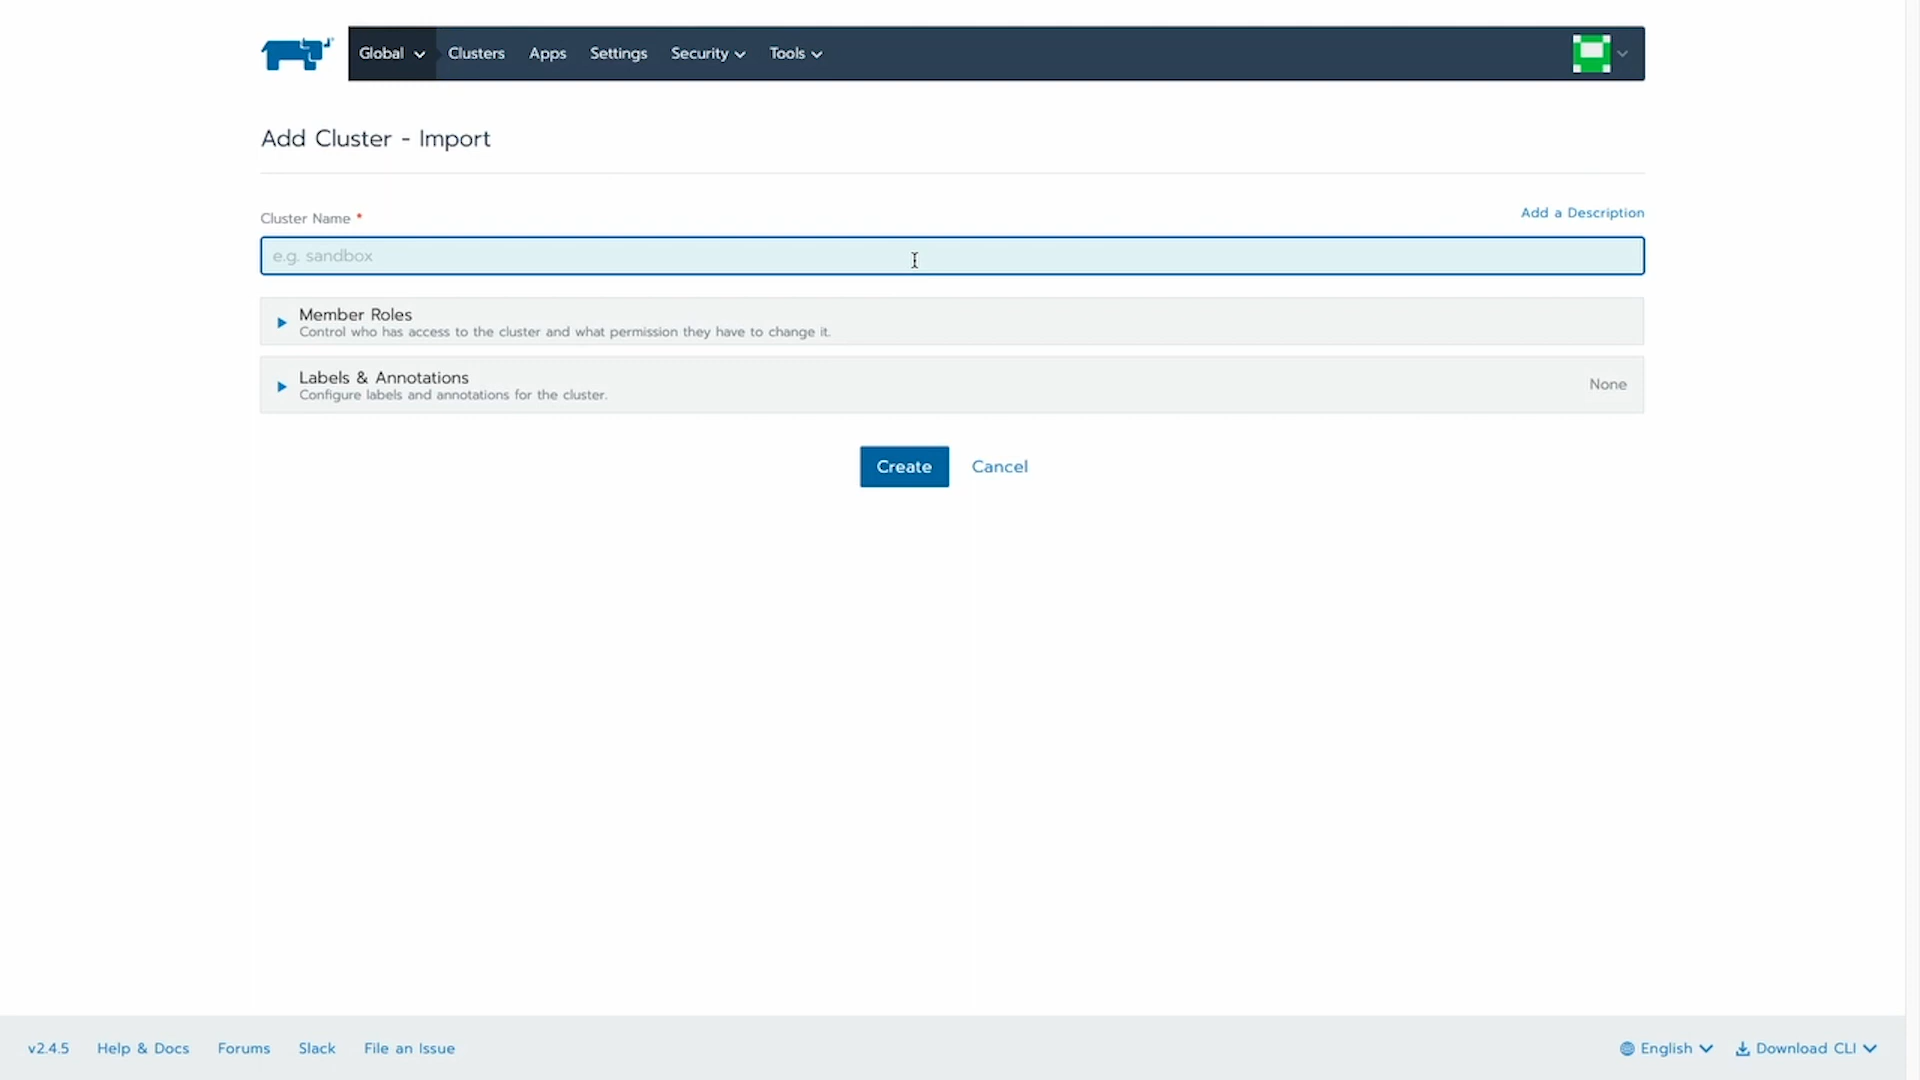 Global Clusters Apps Settings Security Tools
Add Cluster - Import
Cluster Name * Add a Description
e.g. sandbox
Member Roles
Control who has access to the cluster and what permission they have to change it.
Labels & Annotations
Configure labels and annotations for the cluster.
None
Create Cancel
v2.4.5 Help & Docs Forums Slack File an Issue English Download CLI